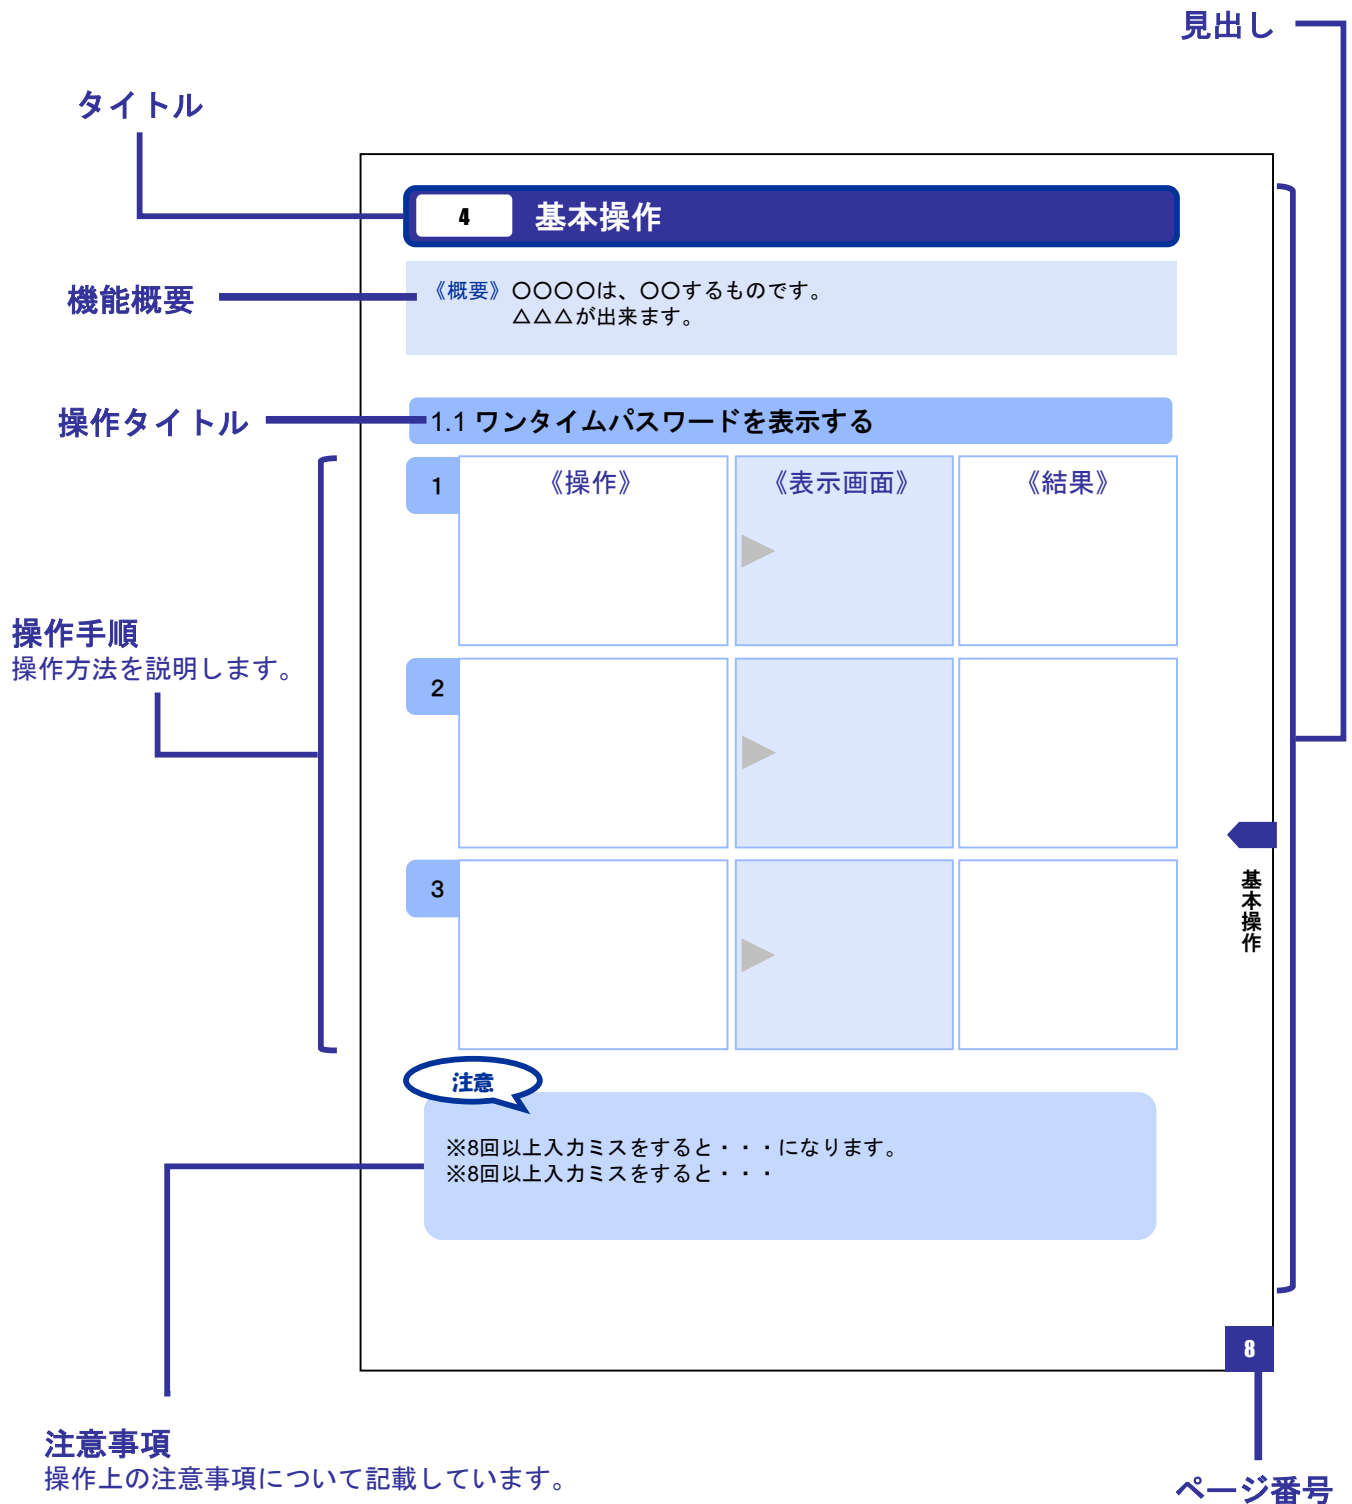 見出し
タイトル
4 基本操作
機能概要
《概要》〇〇〇〇は、〇〇するものです。
△△△が出来ます。
操作タイトル
1.1 ワンタイムパスワードを表示する
1 《操作》 《表示画面》 《結果》
操作手順
操作方法を説明します。
2
3
基本操作
注意
※8回以上入力ミスをすると・・・になります。
※8回以上入力ミスをすると・・・
8
注意事項
操作上の注意事項について記載しています。
ページ番号